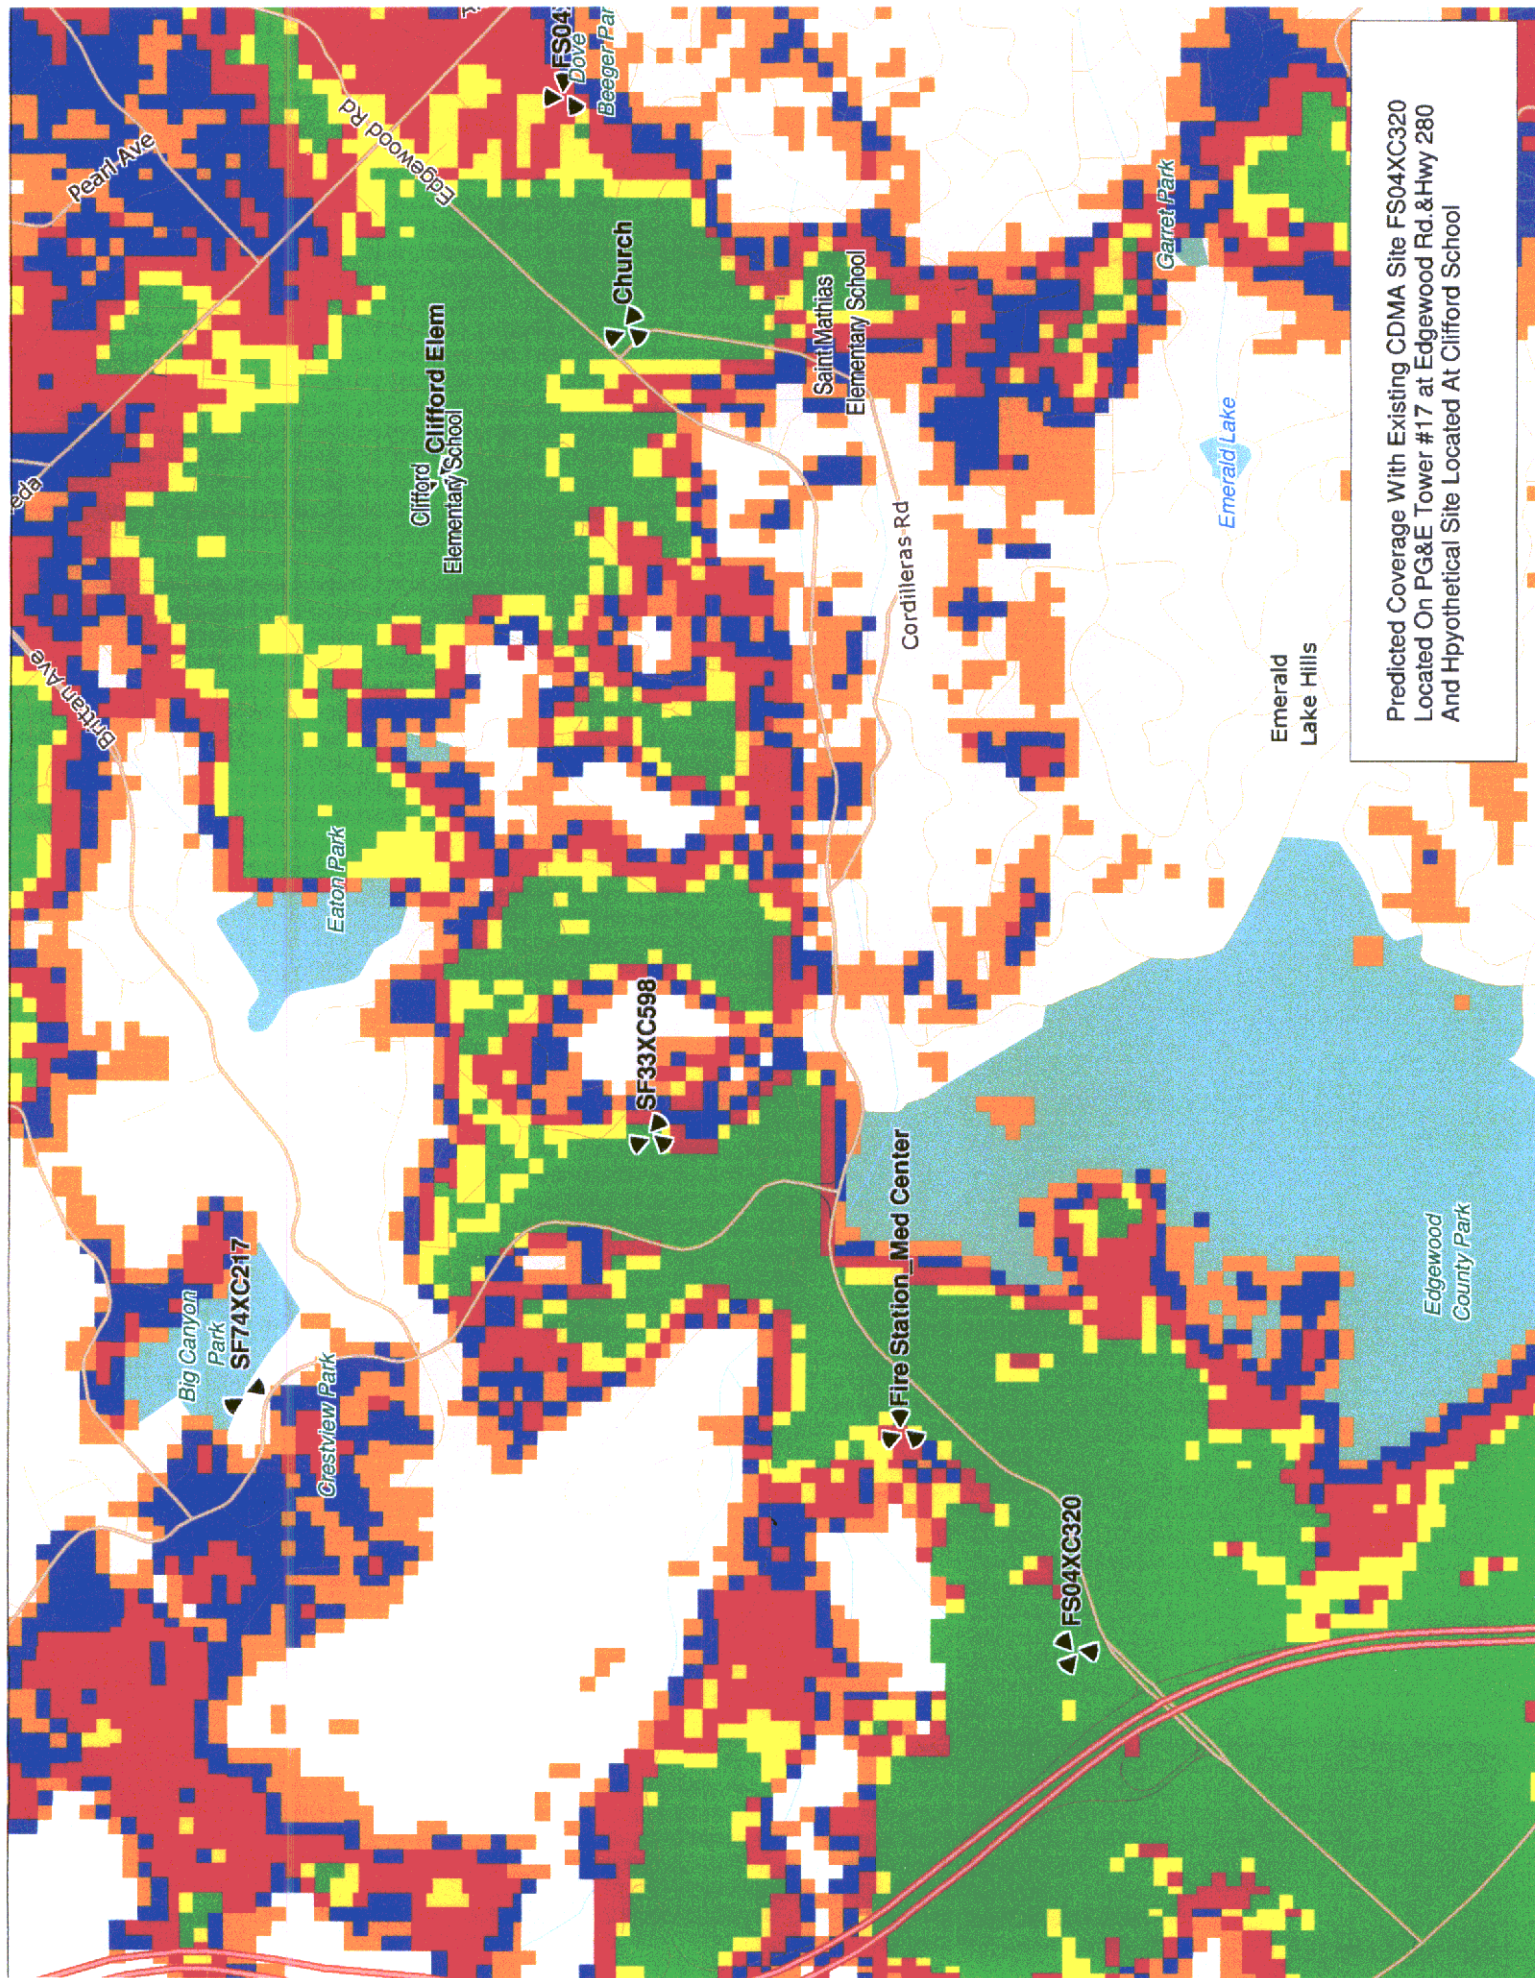 Predicted Coverage With Existing CDMA Site FS04XC320
Located On PG&E Tower #17 at Edgewood Rd.&Hwy 280
And Hpyothetical Site Located At Clifford School
Brittan Ave
eda
Pearl Ave
Edgewood Rd
FS04
Dove
Beeger Par
Big Canyon
Park
SF74XC217
Crestview Park
Eaton Park
Clifford
Elementary School
Clifford Elem
Church
SF33XC598
Saint Mathias
Elementary School
Cordilleras Rd
Fire Station_Med Center
FS04XC320
Garret Park
Emerald Lake
Emerald
Lake Hills
Edgewood
County Park